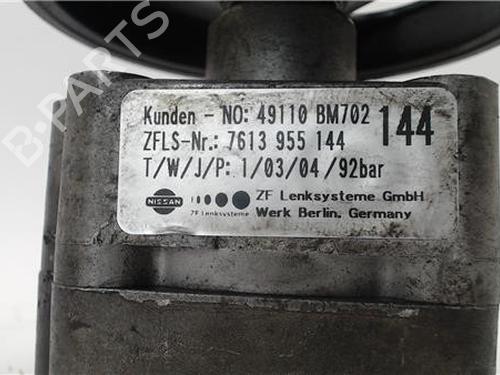 Kunden - NO: 49110 BM702
144
ZFLS-Nr.: 7613 955 144
T/W/J/P: 1/03/04/92bar
NISSAN
ZF Lenksysteme
ZF Lenksysteme GmbH
Werk Berlin, Germany
B-PARTS